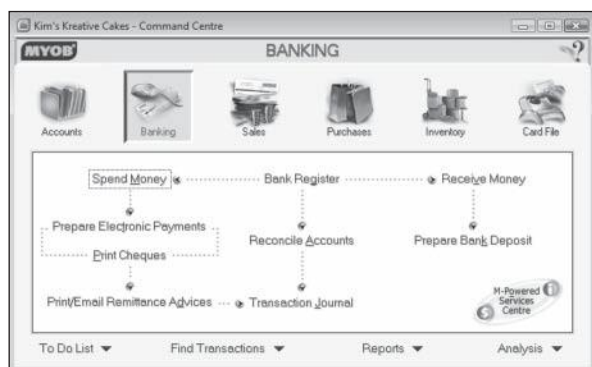 Kim's Kreative Cakes - Command Centre
MYOB BANKING
Accounts Banking Sales Purchases Inventory Card File
Spend Money Bank Register Receive Money
Prepare Electronic Payments
Reconcile Accounts Prepare Bank Deposit
Print Cheques
M-Powered
Services
Centre
Print/Email Remittance Advices Transaction Journal
To Do List Find Transactions Reports Analysis